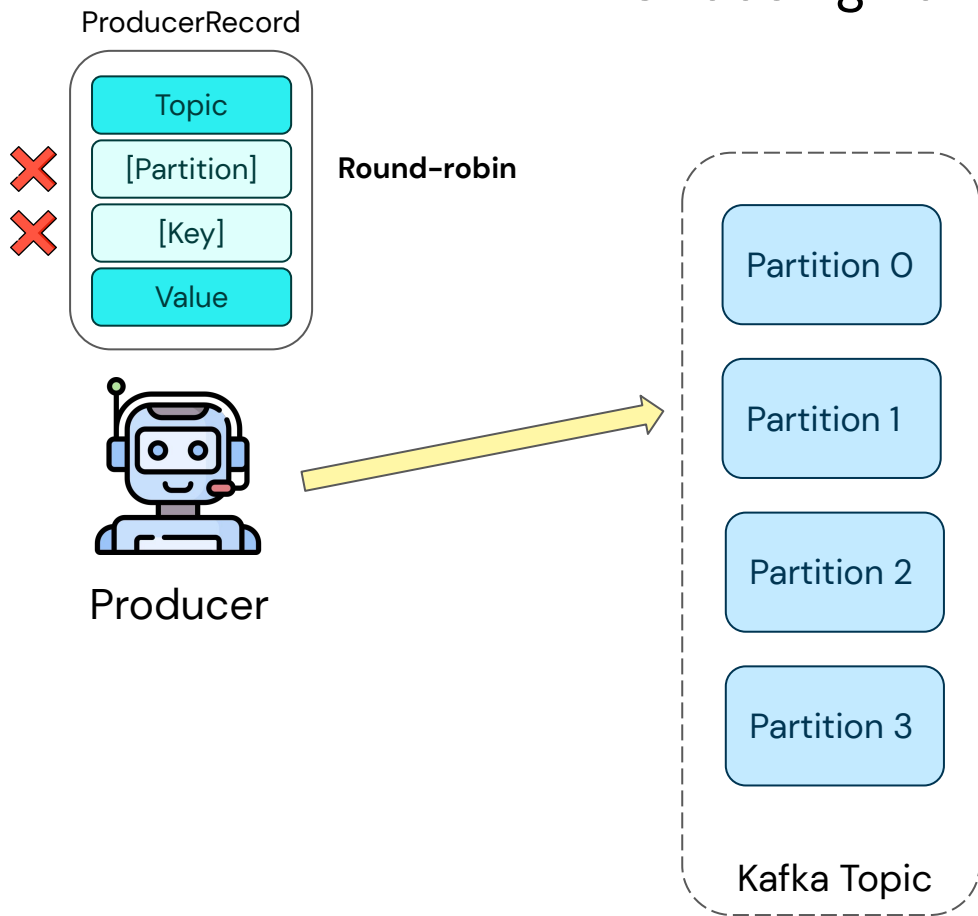 ProducerRecord
Topic
[Partition]
Round-robin
[Key]
Value
Producer
Partition 0
Partition 1
Partition 2
Partition 3
Kafka Topic